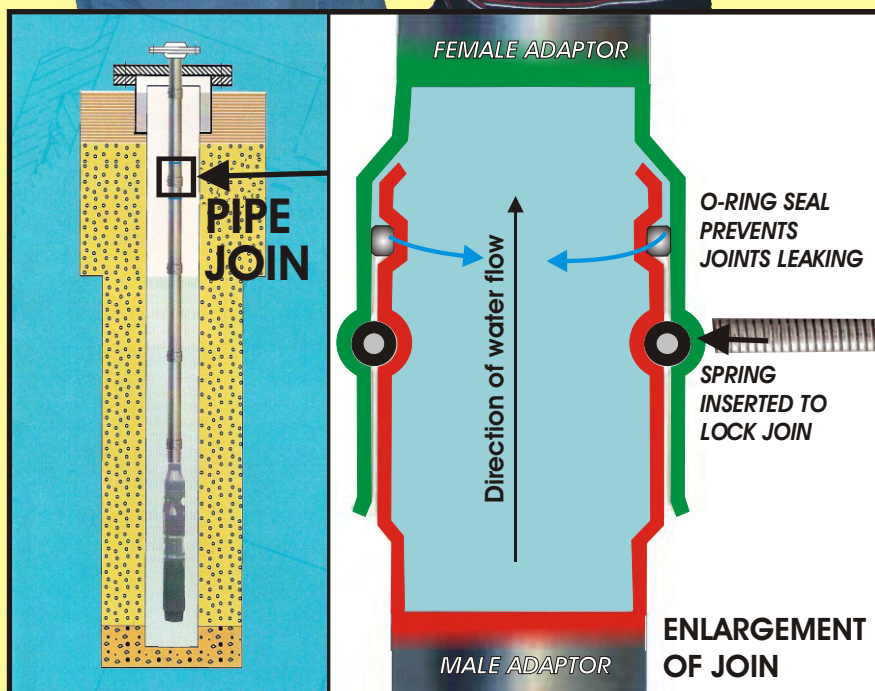 PIPE
JOIN
FEMALE ADAPTOR
O-RING SEAL
PREVENTS
JOINTS LEAKING
Direction of water flow
SPRING
INSERTED TO
LOCK JOIN
ENLARGEMENT
OF JOIN
MALE ADAPTOR